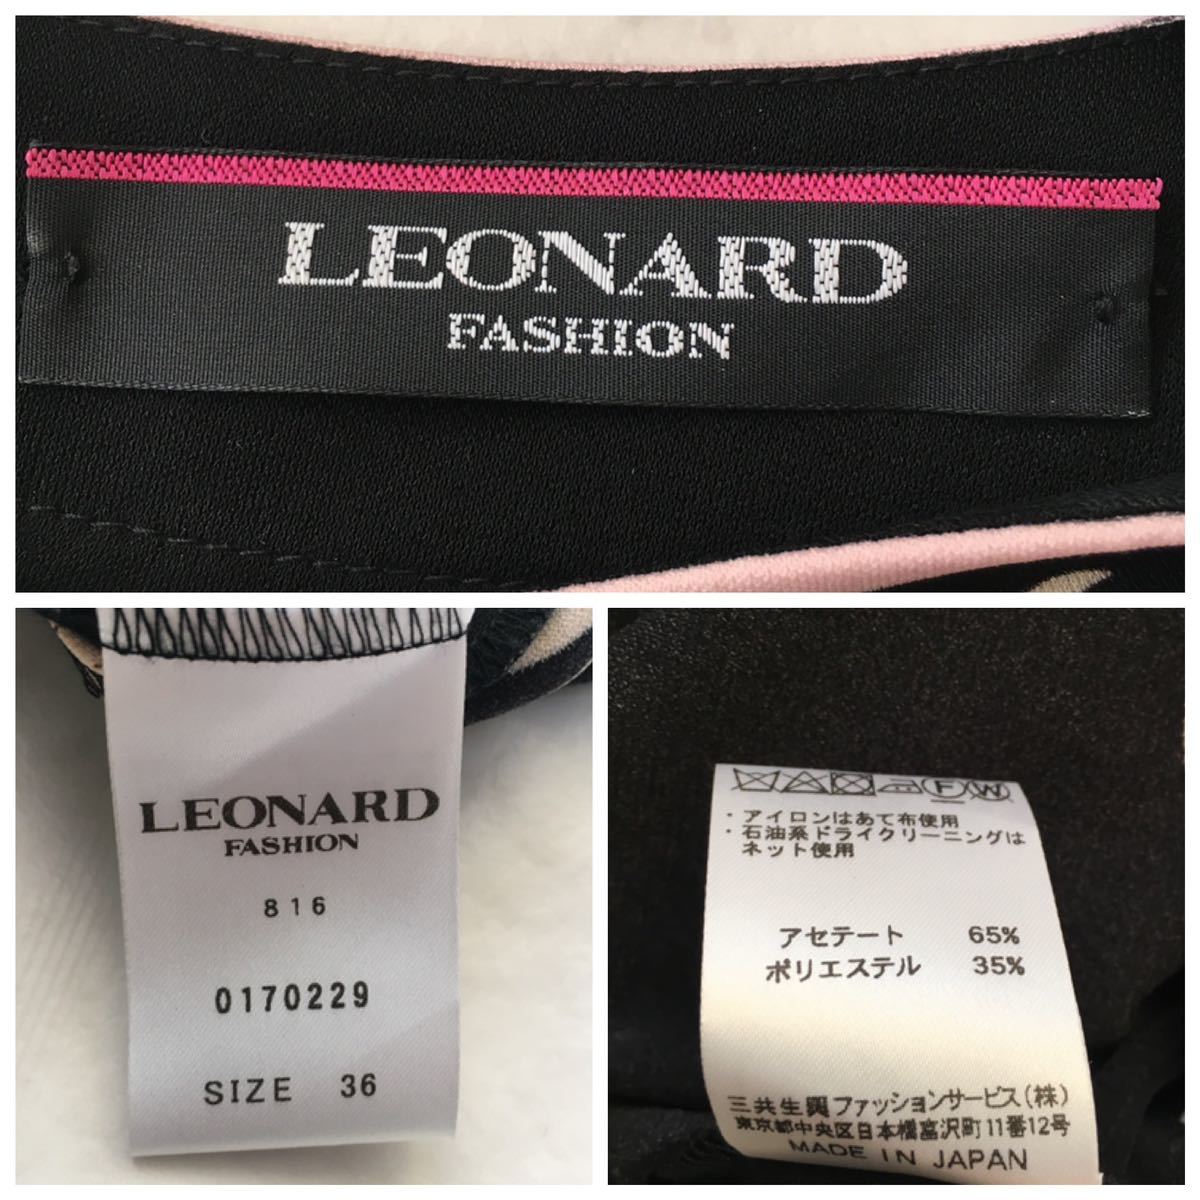 LEONARD
FASHION
LEONARD
FASHION
816
0170229
SIZE 36
F W
・アイロンはあて布使用
・石油系ドライクリーニングは
ネット使用
アセテート 65%
ポリエステル 35%
三共生興ファッションサービス(株)
東京都中央区日本橋富沢町11番12号
MADE IN JAPAN